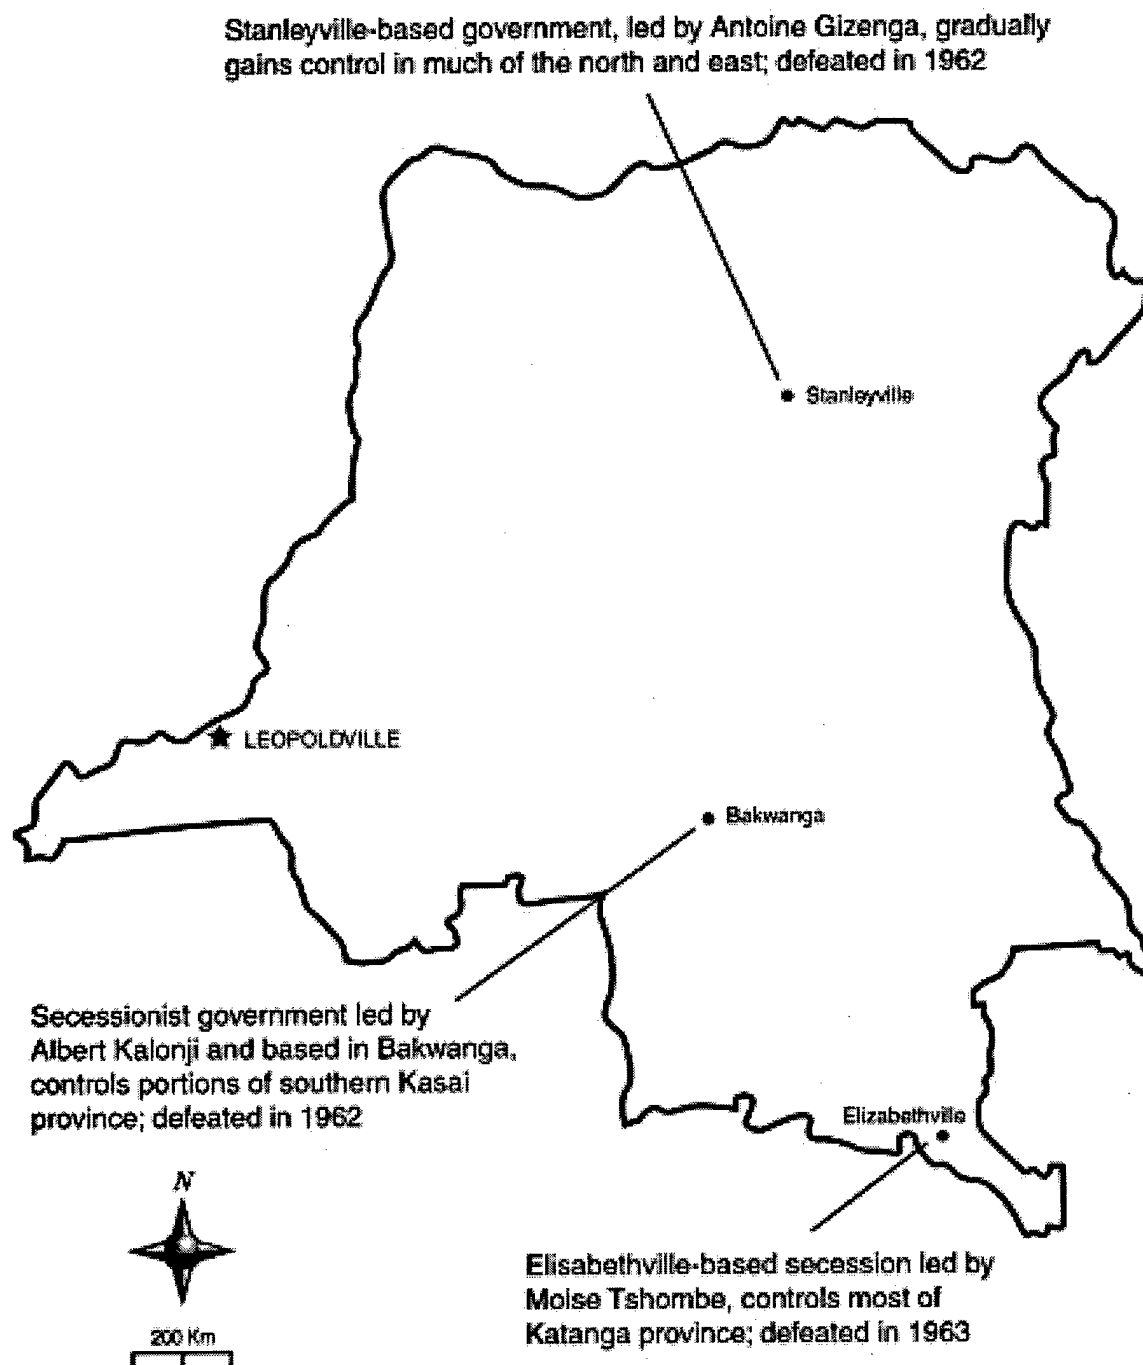 Stanleyville-based government, led by Antoine Gizenga, gradually
gains control in much of the north and east; defeated in 1962
Stanleyville
LEOPOLDVILLE
Bakwanga
Secessionist government led by
Albert Kalonji and based in Bakwanga,
controls portions of southern Kasai
province; defeated in 1962
Elizabethville
N
Elisabethville-based secession led by
Moise Tshombe, controls most of
Katanga province; defeated in 1963
200 Km